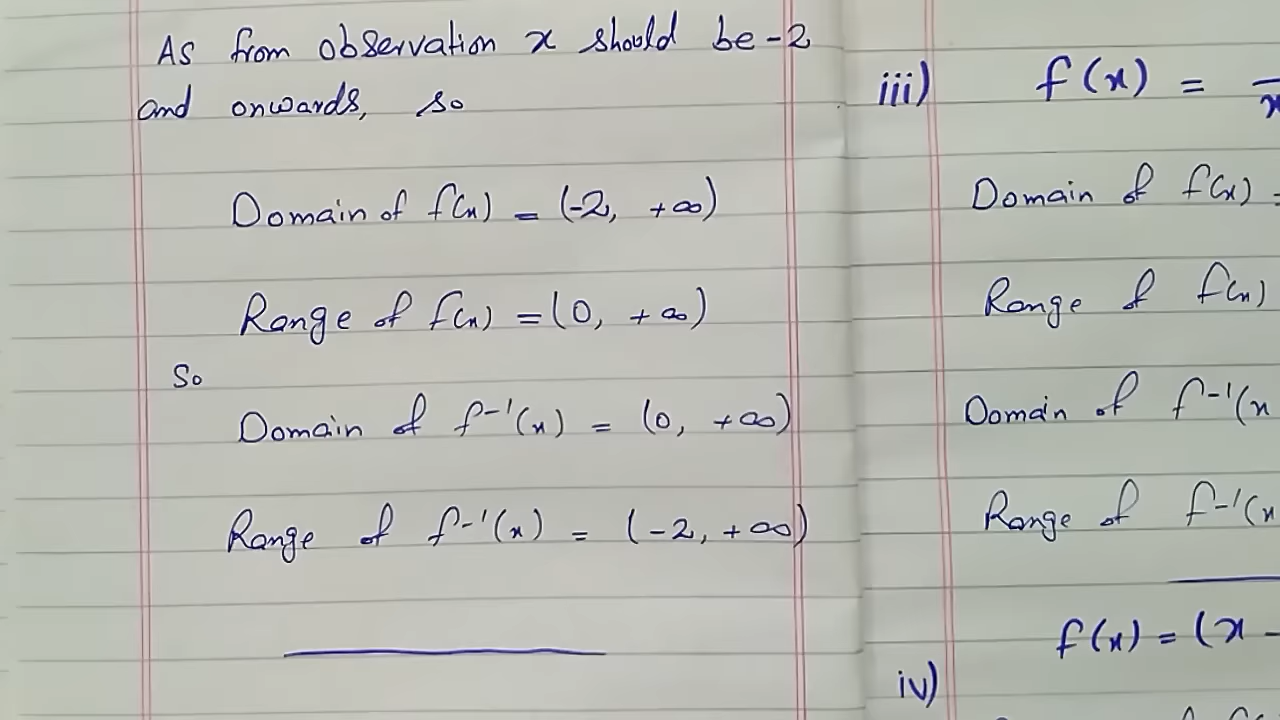 As from observation x should be -2
and onwards, so
Domain of f(x) = (-2, +∞)
Range of f(x) = (0, +∞)
So
Domain of f⁻¹(x) = (0, +∞)
Range of f⁻¹(x) = (-2, +∞)
iii) f(x) =
Domain of f(x) =
Range of f(x)
Domain of f⁻¹(x
Range of f⁻¹(x
f(x) = (x -
iv)